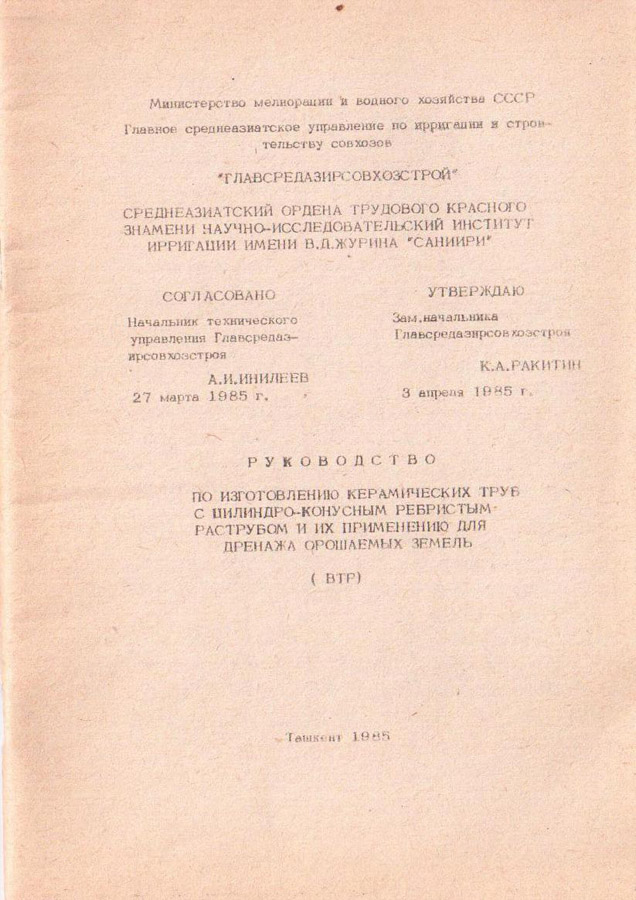 Министерство мелиорации и водного хозяйства СССР
Главное среднеазиатское управление по ирригации и строи-
тельству совхозов
"ГЛАВСРЕДАЗИРСОВХОЗСТРОЙ"
СРЕДНЕАЗИАТСКИЙ ОРДЕНА ТРУДОВОГО КРАСНОГО
ЗНАМЕНИ НАУЧНО-ИССЛЕДОВАТЕЛЬСКИЙ ИНСТИТУТ
ИРРИГАЦИИ ИМЕНИ В.Д.ЖУРИНА "САНИИРИ"
СОГЛАСОВАНО
Начальник технического
управления Главсредаз-
ирсовхозстроя
А.И.ИНИЛЕЕВ
27 марта 1985 г.
УТВЕРЖДАЮ
Зам.начальника
Главсредазирсовхозстроя
К.А.РАКИТИН
3 апреля 1985 г.
РУКОВОДСТВО
ПО ИЗГОТОВЛЕНИЮ КЕРАМИЧЕСКИХ ТРУБ
С ЦИЛИНДРО-КОНУСНЫМ РЕБРИСТЫМ
РАСТРУБОМ И ИХ ПРИМЕНЕНИЮ ДЛЯ
ДРЕНАЖА ОРОШАЕМЫХ ЗЕМЕЛЬ
( ВТР)
Ташкент 1985